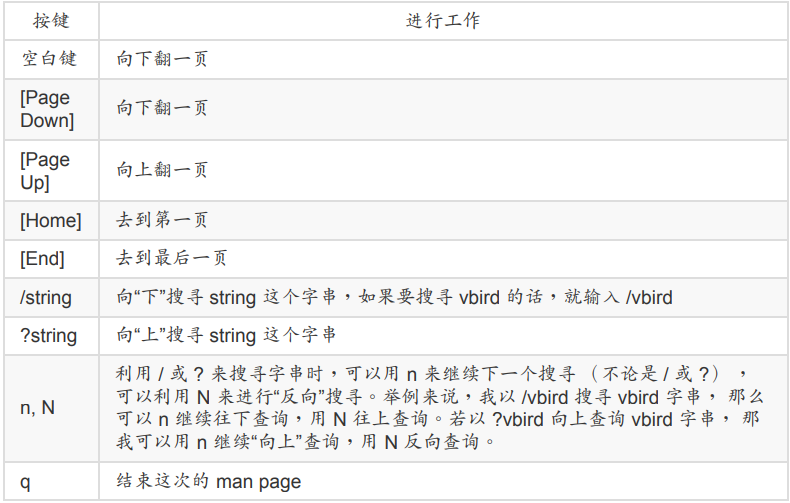 按键 进行工作
空白键 向下翻一页
[Page
Down] 向下翻一页
[Page
Up] 向上翻一页
[Home] 去到第一页
[End] 去到最后一页
/string 向“下”搜寻 string 这个字串，如果要搜寻 vbird 的话，就输入 /vbird
?string 向“上”搜寻 string 这个字串
n, N
利用 / 或 ? 来搜寻字串时，可以用 n 来继续下一个搜寻 （不论是 / 或 ?） ，
可以利用 N 来进行“反向”搜寻。举例来说，我以 /vbird 搜寻 vbird 字串， 那么
可以 n 继续往下查询，用 N 往上查询。若以 ?vbird 向上查询 vbird 字串， 那
我可以用 n 继续“向上”查询，用 N 反向查询。
q 结束这次的 man page